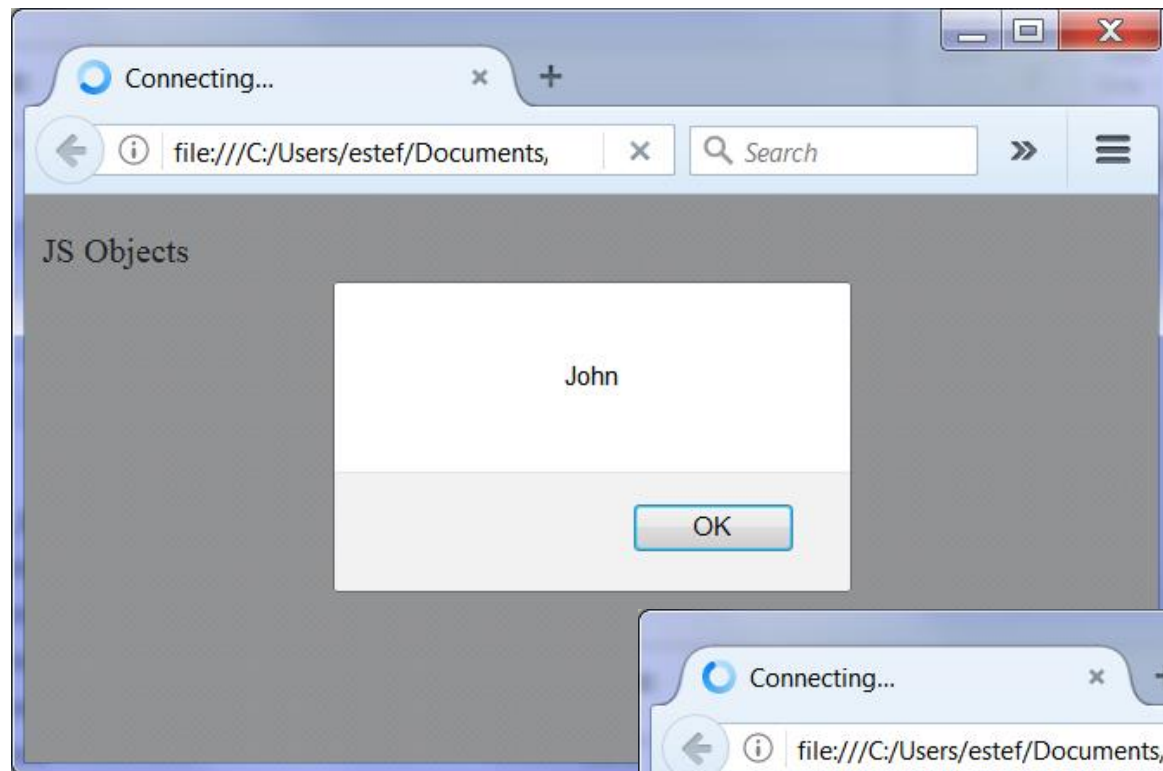 Connecting...
file:///C:/Users/estef/Documents,
Search
JS Objects
John
OK
Connecting...
file:///C:/Users/estef/Documents,